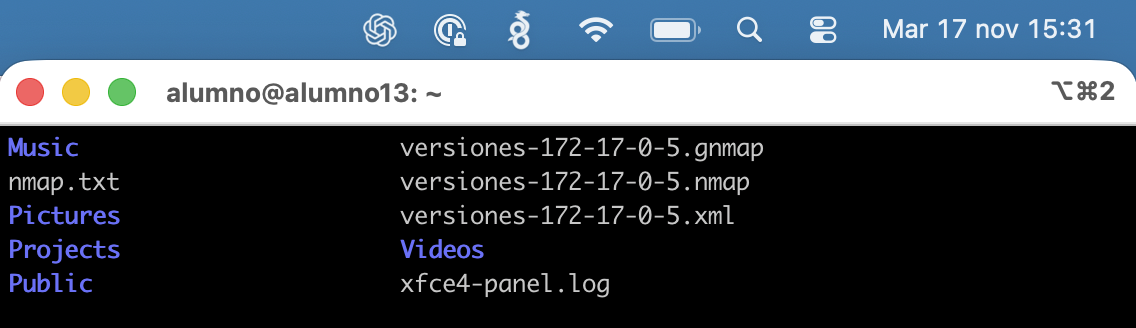 Mar 17 nov 15:31
alumno@alumno13: ~ ⌥⌘2
Music versiones-172-17-0-5.gnmap
nmap.txt versiones-172-17-0-5.nmap
Pictures versiones-172-17-0-5.xml
Projects Videos
Public xfce4-panel.log